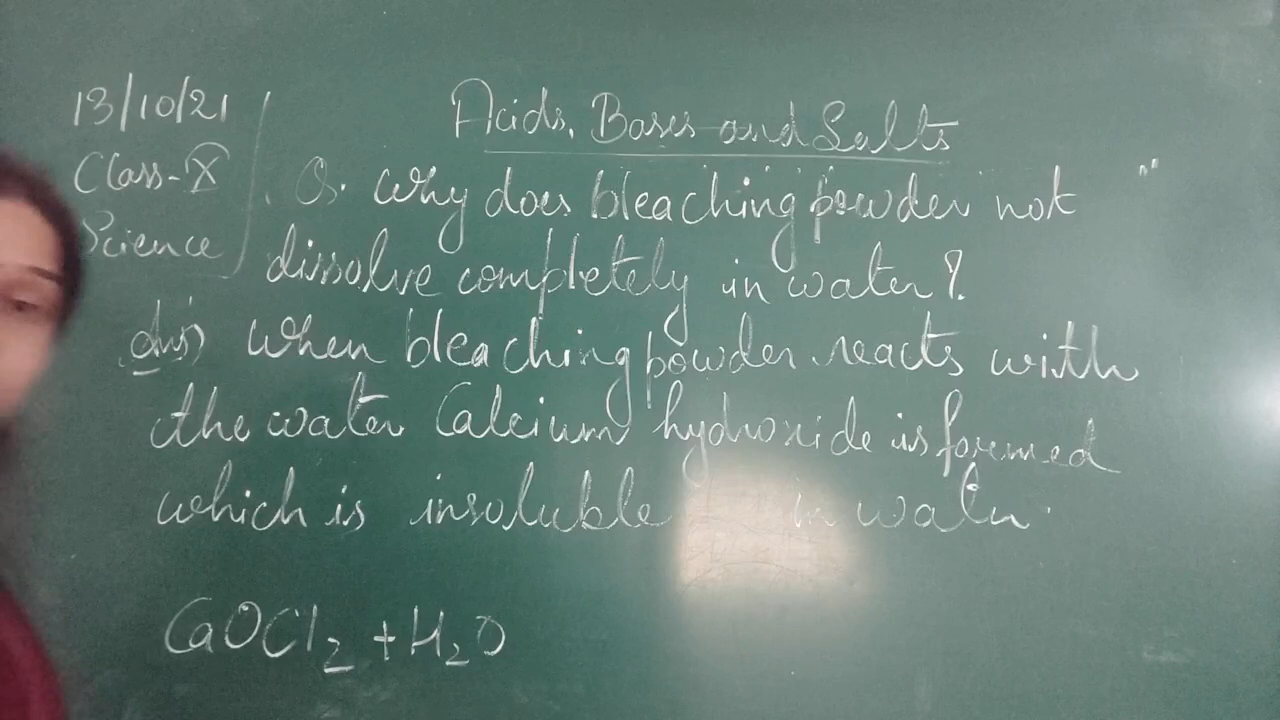 13/10/21
Class-X
Science
Acids, Bases and Salts
Q. Why does bleaching powder not
dissolve completely in water?
Ans) When bleaching powder reacts with
the water Calcium hydroxide is formed
which is insoluble in water.
CaOCl₂ + H₂O